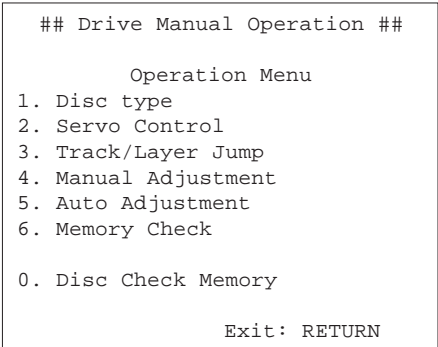 ## Drive Manual Operation ##
Operation Menu
1. Disc type
2. Servo Control
3. Track/Layer Jump
4. Manual Adjustment
5. Auto Adjustment
6. Memory Check
0. Disc Check Memory
Exit: RETURN